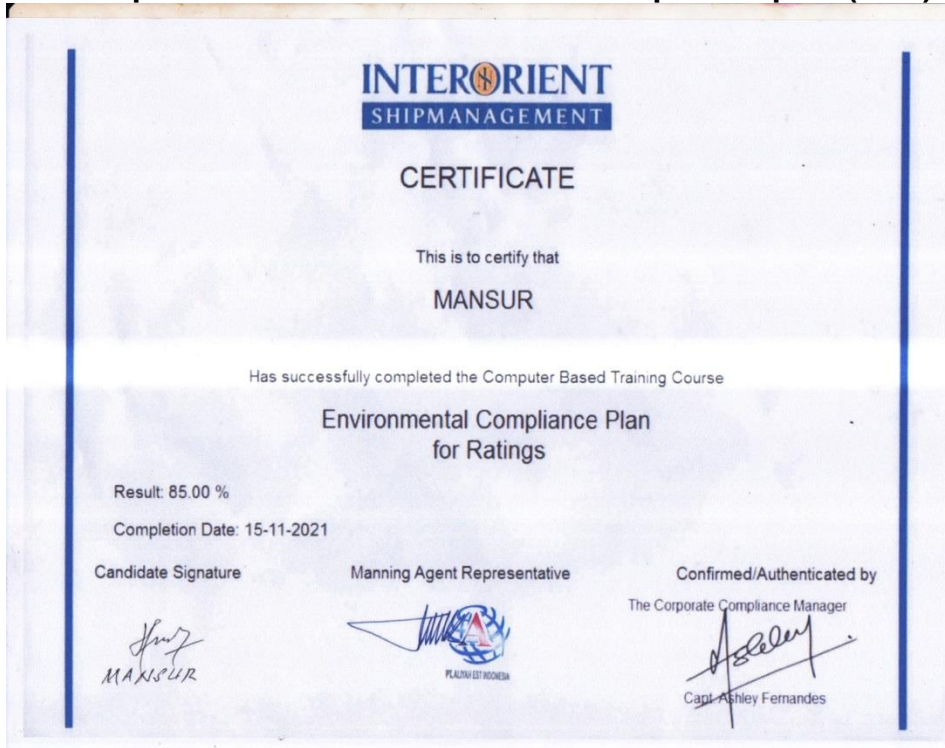 INTERORIENT
SHIPMANAGEMENT
CERTIFICATE
This is to certify that
MANSUR
Has successfully completed the Computer Based Training Course
Environmental Compliance Plan
for Ratings
Result: 85.00 %
Completion Date: 15-11-2021
Candidate Signature
Manning Agent Representative
Confirmed/Authenticated by
The Corporate Compliance Manager
MANSUR
Capt. Ashley Fernandes